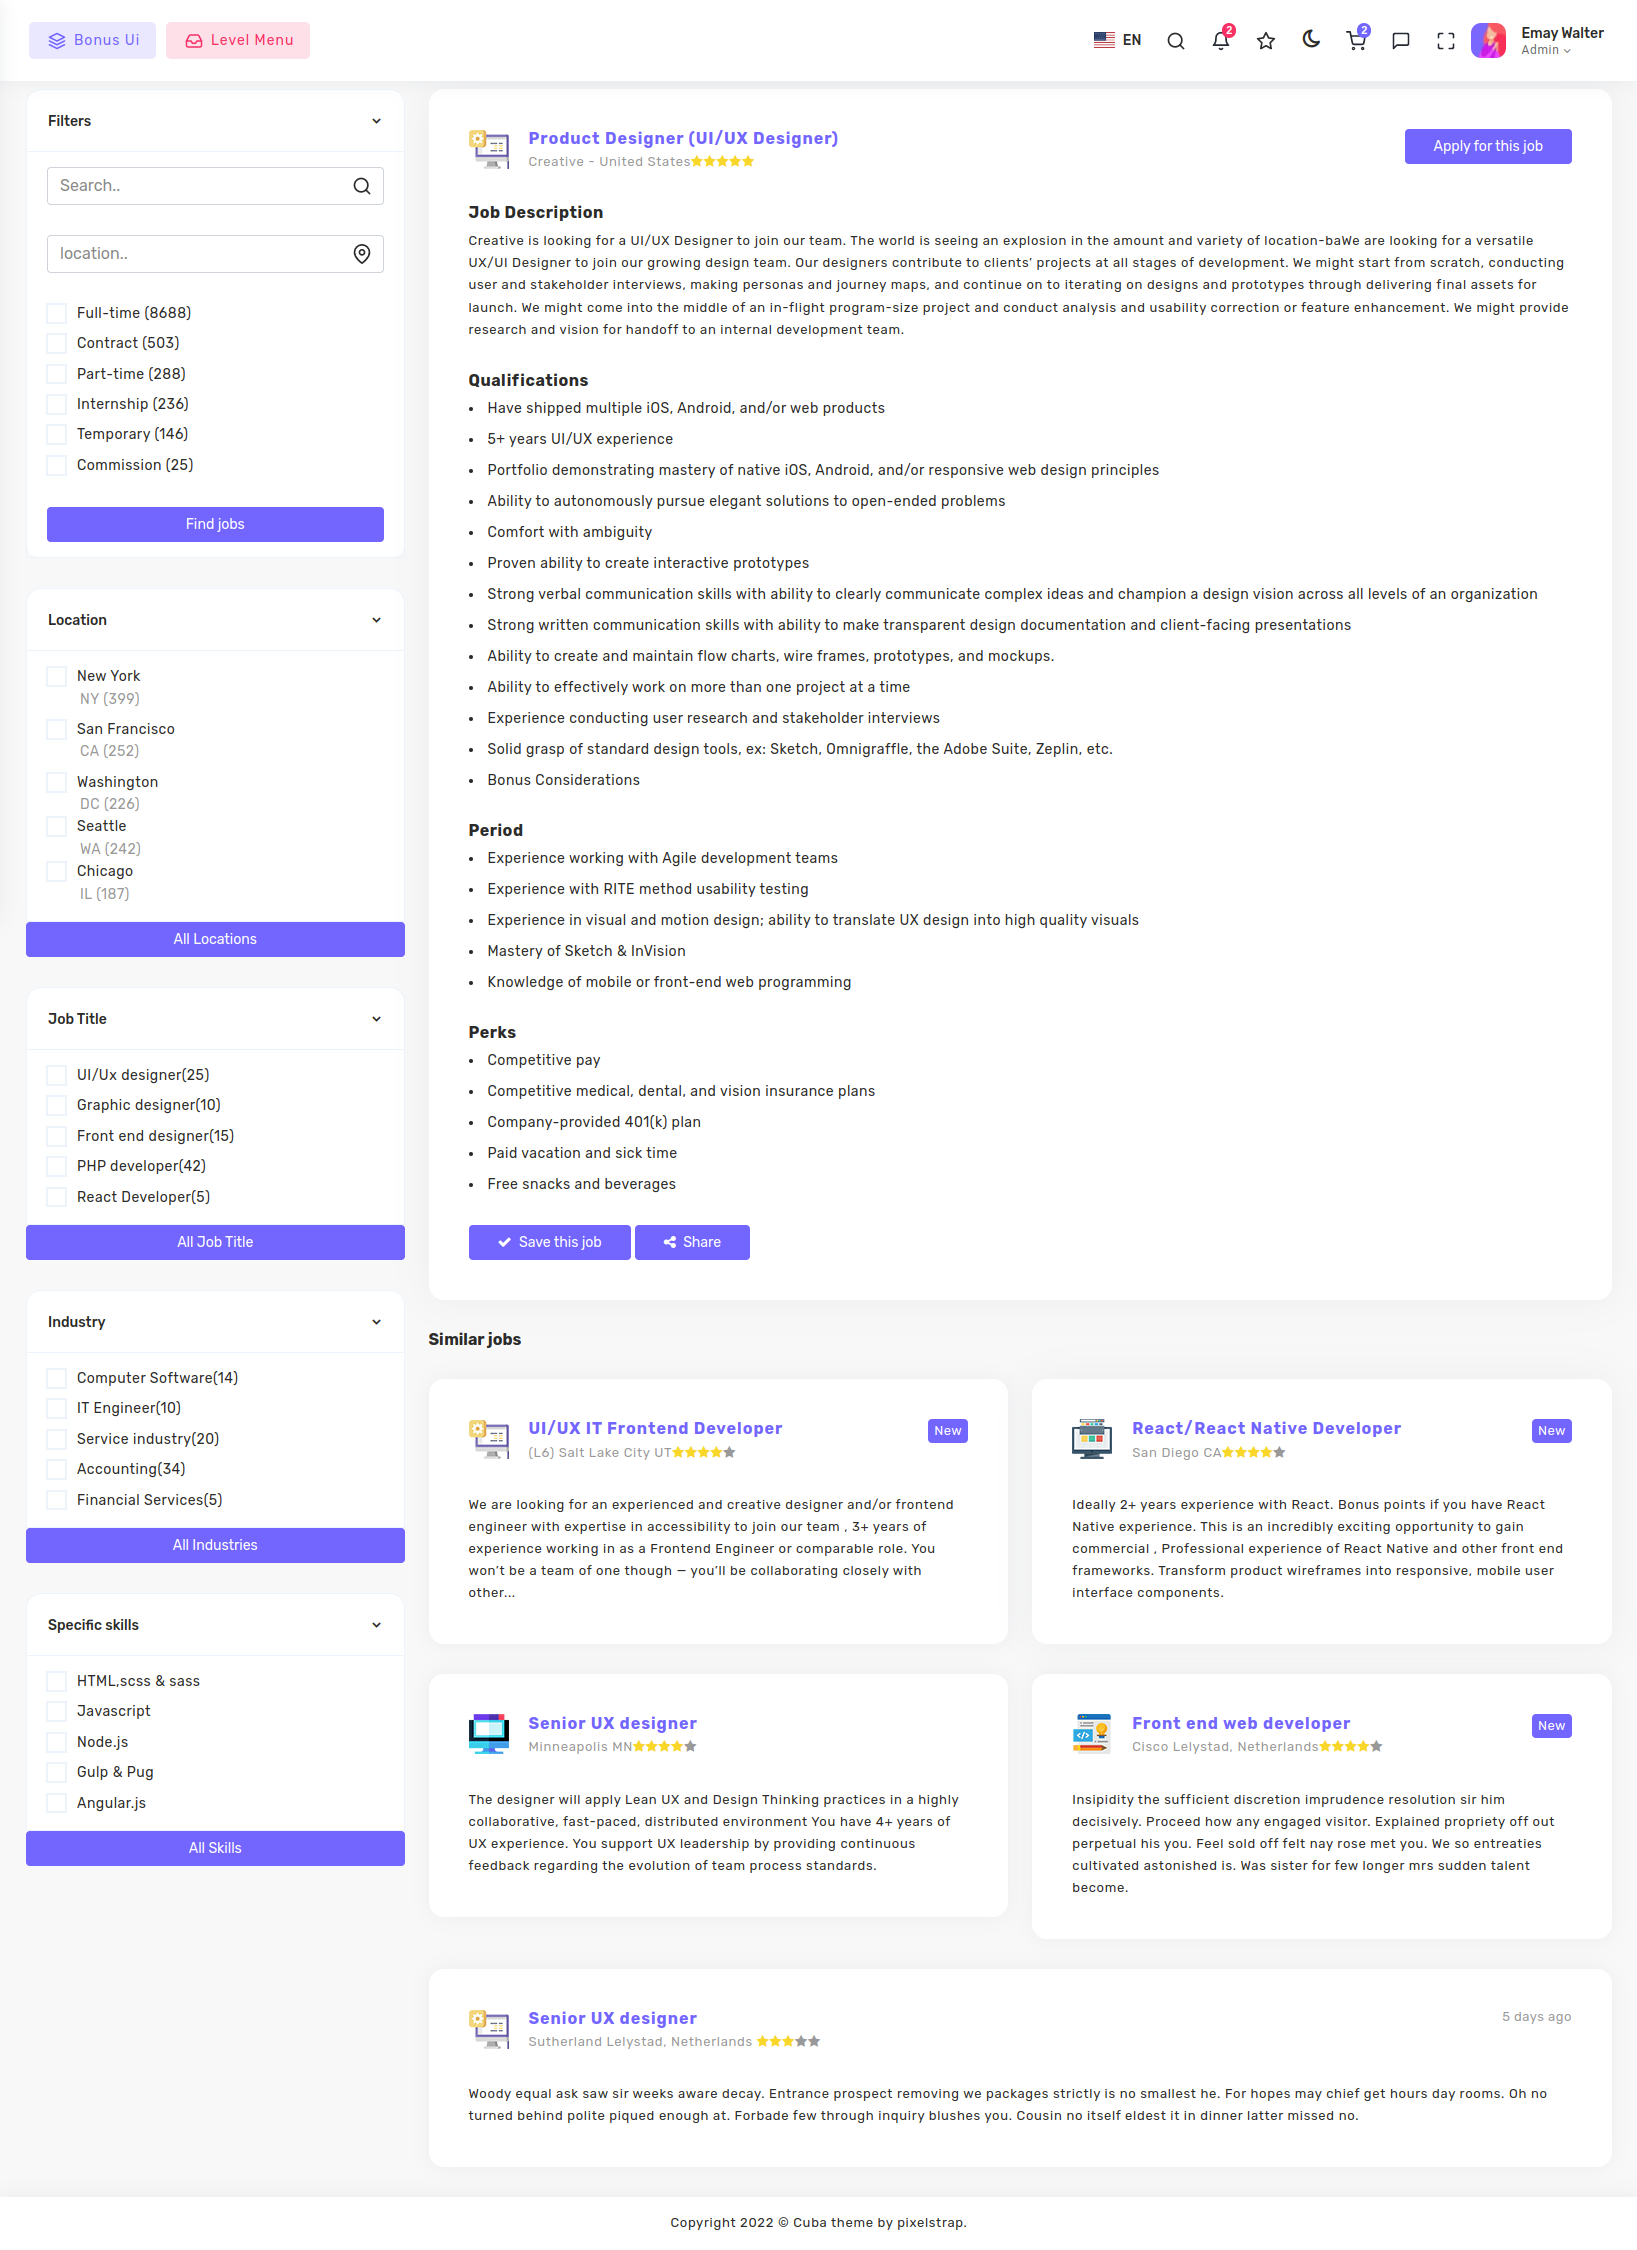 Bonus Ui
Level Menu
EN
2
2
Emay Walter
Admin
Filters
Search..
location..
Full-time (8688)
Contract (503)
Part-time (288)
Internship (236)
Temporary (146)
Commission (25)
Find jobs
Location
New York
NY (399)
San Francisco
CA (252)
Washington
DC (226)
Seattle
WA (242)
Chicago
IL (187)
All Locations
Job Title
UI/Ux designer(25)
Graphic designer(10)
Front end designer(15)
PHP developer(42)
React Developer(5)
All Job Title
Industry
Computer Software(14)
IT Engineer(10)
Service industry(20)
Accounting(34)
Financial Services(5)
All Industries
Specific skills
HTML,scss & sass
Javascript
Node.js
Gulp & Pug
Angular.js
All Skills
Product Designer (UI/UX Designer)
Creative - United States
Apply for this job
Job Description
Creative is looking for a UI/UX Designer to join our team. The world is seeing an explosion in the amount and variety of location-baWe are looking for a versatile
UX/UI Designer to join our growing design team. Our designers contribute to clients’ projects at all stages of development. We might start from scratch, conducting
user and stakeholder interviews, making personas and journey maps, and continue on to iterating on designs and prototypes through delivering final assets for
launch. We might come into the middle of an in-flight program-size project and conduct analysis and usability correction or feature enhancement. We might provide
research and vision for handoff to an internal development team.
Qualifications
• Have shipped multiple iOS, Android, and/or web products
• 5+ years UI/UX experience
• Portfolio demonstrating mastery of native iOS, Android, and/or responsive web design principles
• Ability to autonomously pursue elegant solutions to open-ended problems
• Comfort with ambiguity
• Proven ability to create interactive prototypes
• Strong verbal communication skills with ability to clearly communicate complex ideas and champion a design vision across all levels of an organization
• Strong written communication skills with ability to make transparent design documentation and client-facing presentations
• Ability to create and maintain flow charts, wire frames, prototypes, and mockups.
• Ability to effectively work on more than one project at a time
• Experience conducting user research and stakeholder interviews
• Solid grasp of standard design tools, ex: Sketch, Omnigraffle, the Adobe Suite, Zeplin, etc.
• Bonus Considerations
Period
• Experience working with Agile development teams
• Experience with RITE method usability testing
• Experience in visual and motion design; ability to translate UX design into high quality visuals
• Mastery of Sketch & InVision
• Knowledge of mobile or front-end web programming
Perks
• Competitive pay
• Competitive medical, dental, and vision insurance plans
• Company-provided 401(k) plan
• Paid vacation and sick time
• Free snacks and beverages
Save this job
Share
Similar jobs
UI/UX IT Frontend Developer
New
(L6) Salt Lake City UT
We are looking for an experienced and creative designer and/or frontend
engineer with expertise in accessibility to join our team , 3+ years of
experience working in as a Frontend Engineer or comparable role. You
won’t be a team of one though — you’ll be collaborating closely with
other...
React/React Native Developer
New
San Diego CA
Ideally 2+ years experience with React. Bonus points if you have React
Native experience. This is an incredibly exciting opportunity to gain
commercial , Professional experience of React Native and other front end
frameworks. Transform product wireframes into responsive, mobile user
interface components.
Senior UX designer
Minneapolis MN
The designer will apply Lean UX and Design Thinking practices in a highly
collaborative, fast-paced, distributed environment You have 4+ years of
UX experience. You support UX leadership by providing continuous
feedback regarding the evolution of team process standards.
Front end web developer
New
Cisco Lelystad, Netherlands
Insipidity the sufficient discretion imprudence resolution sir him
decisively. Proceed how any engaged visitor. Explained propriety off out
perpetual his you. Feel sold off felt nay rose met you. We so entreaties
cultivated astonished is. Was sister for few longer mrs sudden talent
become.
Senior UX designer
5 days ago
Sutherland Lelystad, Netherlands
Woody equal ask saw sir weeks aware decay. Entrance prospect removing we packages strictly is no smallest he. For hopes may chief get hours day rooms. Oh no
turned behind polite piqued enough at. Forbade few through inquiry blushes you. Cousin no itself eldest it in dinner latter missed no.
Copyright 2022 © Cuba theme by pixelstrap.